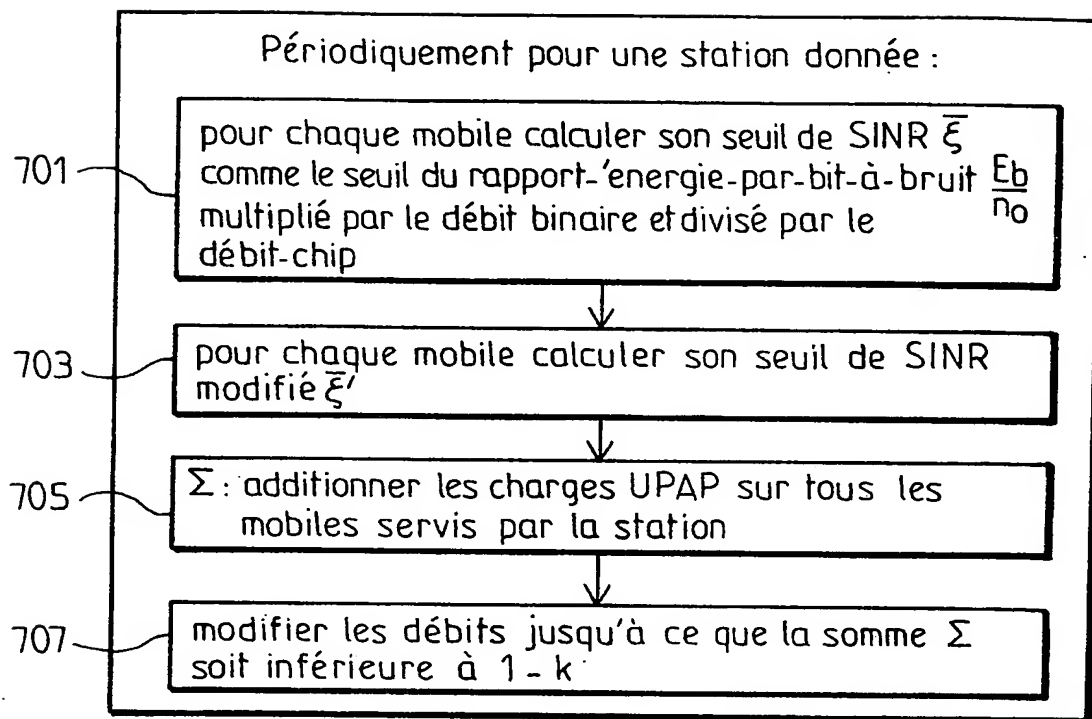 Périodiquement pour une station donnée :
701
pour chaque mobile calculer son seuil de SINR ξ̅
comme le seuil du rapport-'energie-par-bit-à-bruit Eb/n0
multiplié par le débit binaire et divisé par le
débit-chip
703
pour chaque mobile calculer son seuil de SINR
modifié ξ̅'
705
Σ : additionner les charges UPAP sur tous les
mobiles servis par la station
707
modifier les débits jusqu'à ce que la somme Σ
soit inférieure à 1 - k